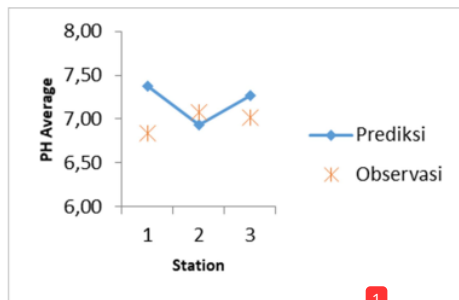 8,00
7,50
7,00
6,50
6,00
PH Average
1 2 3
Station
Prediksi
Observasi
1